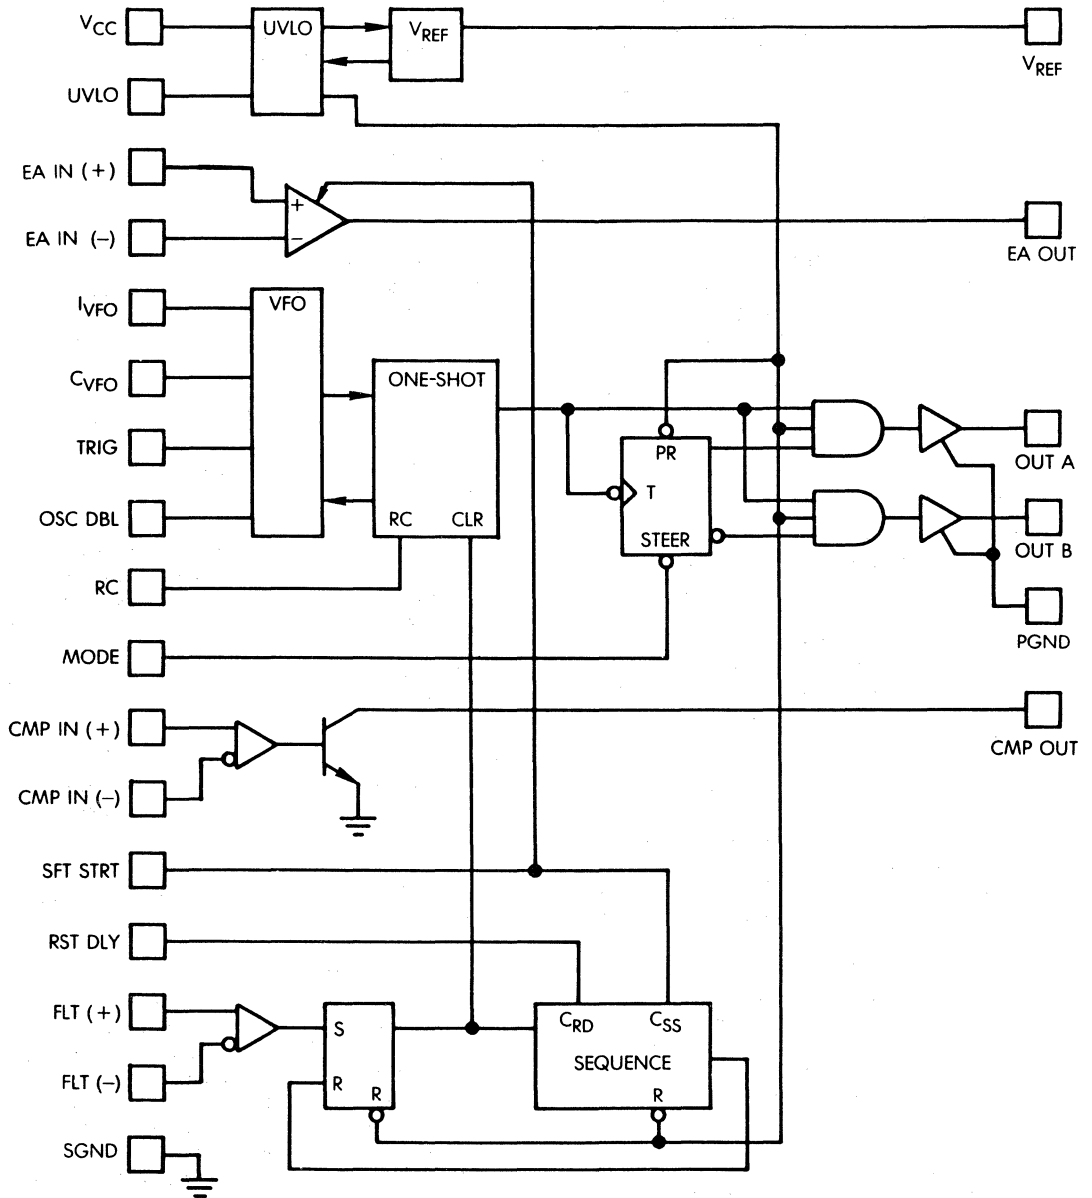 VCC
UVLO
VREF
VREF
UVLO
EA IN (+)
+
EA IN (–)
–
EA OUT
IVFO
VFO
CVFO
ONE-SHOT
TRIG
OUT A
PR
T
OSC DBL
RC CLR
STEER
OUT B
RC
PGND
MODE
CMP IN (+)
CMP OUT
CMP IN (–)
SFT STRT
RST DLY
FLT (+)
S
CRD CSS
SEQUENCE
FLT (–)
R
R
R
SGND